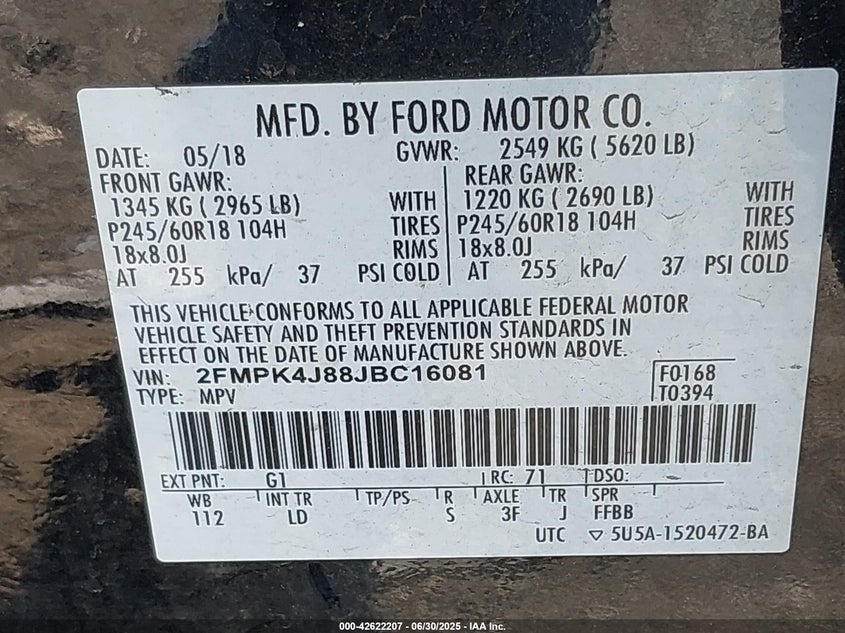 MFD. BY FORD MOTOR CO.
DATE: 05/18 GVWR: 2549 KG ( 5620 LB)
FRONT GAWR: REAR GAWR:
1345 KG ( 2965 LB) WITH 1220 KG ( 2690 LB) WITH
P245/60R18 104H TIRES P245/60R18 104H TIRES
18x8.0J RIMS 18x8.0J RIMS
AT 255 kPa/ 37 PSI COLD AT 255 kPa/ 37 PSI COLD
THIS VEHICLE CONFORMS TO ALL APPLICABLE FEDERAL MOTOR
VEHICLE SAFETY AND THEFT PREVENTION STANDARDS IN
EFFECT ON THE DATE OF MANUFACTURE SHOWN ABOVE.
VIN: 2FMPK4J88JBC16081 F0168
TYPE: MPV T0394
EXT PNT: G1 RC: 71 DSO:
WB INT TR TP/PS R AXLE TR SPR
112 LD S 3F J FFBB
UTC ▽ 5U5A-1520472-BA
000-42622207 - 06/30/2025 - IAA Inc.